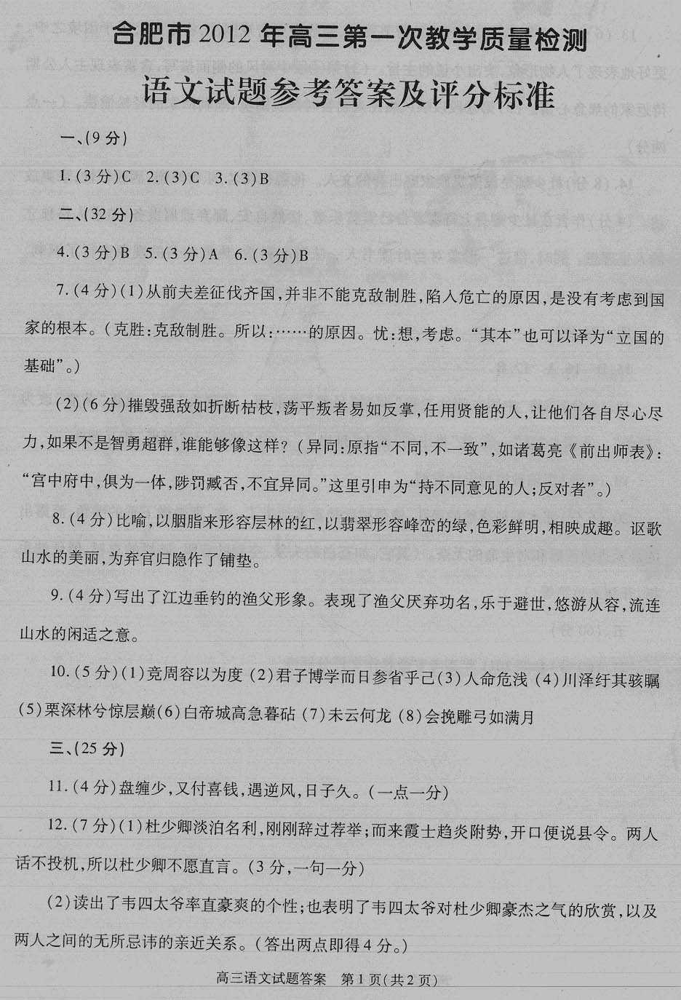 合肥市 2012 年高三第一次教学质量检测
语文试题参考答案及评分标准
一、(9 分)
1. (3 分)C 2. (3)C 3. (3)B
二、(32 分)
4. (3 分)B 5. (3 分)A 6. (3 分)B
7. (4 分)(1)从前夫差征伐齐国,并非不能克敌制胜,陷入危亡的原因,是没有考虑到国
家的根本。(克胜:克敌制胜。所以:……的原因。忧:想,考虑。“其本”也可以译为“立国的
基础”。)
(2)(6 分)摧毁强敌如折断枯枝,荡平叛者易如反掌,任用贤能的人,让他们各自尽心尽
力,如果不是智勇超群,谁能够像这样?(异同:原指“不同,不一致”,如诸葛亮《前出师表》:
“宫中府中,俱为一体,陟罚臧否,不宜异同。”这里引申为“持不同意见的人;反对者”。)
8. (4 分)比喻,以胭脂来形容层林的红,以翡翠形容峰峦的绿,色彩鲜明,相映成趣。讴歌
山水的美丽,为弃官归隐作了铺垫。
9. (4 分)写出了江边垂钓的渔父形象。表现了渔父厌弃功名,乐于避世,悠游从容,流连
山水的闲适之意。
10. (5 分)(1)竞周容以为度 (2)君子博学而日参省乎己(3)人命危浅 (4)川泽纡其骇瞩
(5)栗深林兮惊层巅(6)白帝城高急暮砧 (7)未云何龙 (8)会挽雕弓如满月
三、(25 分)
11. (4 分)盘缠少,又付喜钱,遇逆风,日子久。(一点一分)
12. (7 分)(1)杜少卿淡泊名利,刚刚辞过荐举;而来霞士趋炎附势,开口便说县令。两人
话不投机,所以杜少卿不愿直言。(3 分,一句一分)
(2)读出了韦四太爷率直豪爽的个性;也表明了韦四太爷对杜少卿豪杰之气的欣赏,以及
两人之间的无所忌讳的亲近关系。(答出两点即得 4 分。)
高三语文试题答案 第 1 页(共 2 页)